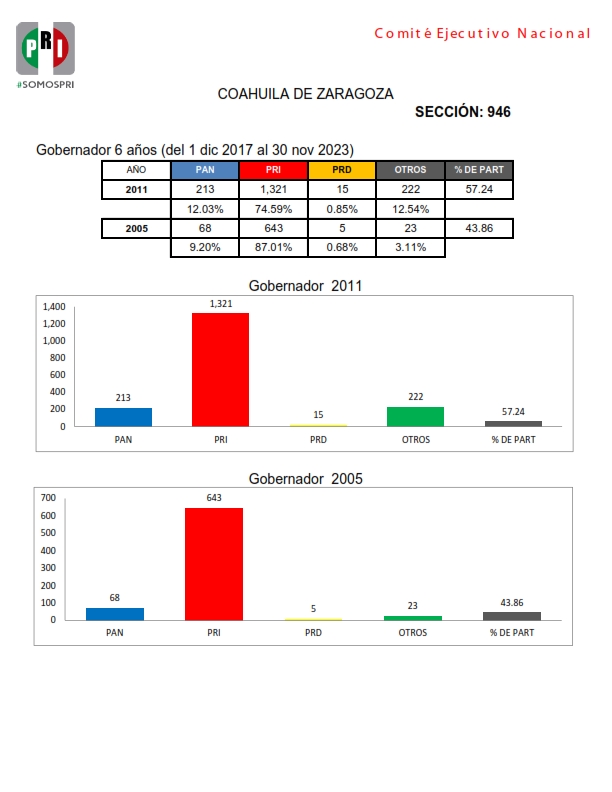 PRI
#SOMOSPRI
Comité Ejecutivo Nacional
COAHUILA DE ZARAGOZA
SECCIÓN: 946
Gobernador 6 años (del 1 dic 2017 al 30 nov 2023)
AÑO PAN PRI PRD OTROS % DE PART
2011 213 1,321 15 222 57.24
12.03% 74.59% 0.85% 12.54%
2005 68 643 5 23 43.86
9.20% 87.01% 0.68% 3.11%
Gobernador 2011
1,400
1,200
1,000
800
600
400
200
0
213 1,321 15 222 57.24
PAN PRI PRD OTROS % DE PART
Gobernador 2005
700
600
500
400
300
200
100
0
68 643 5 23 43.86
PAN PRI PRD OTROS % DE PART